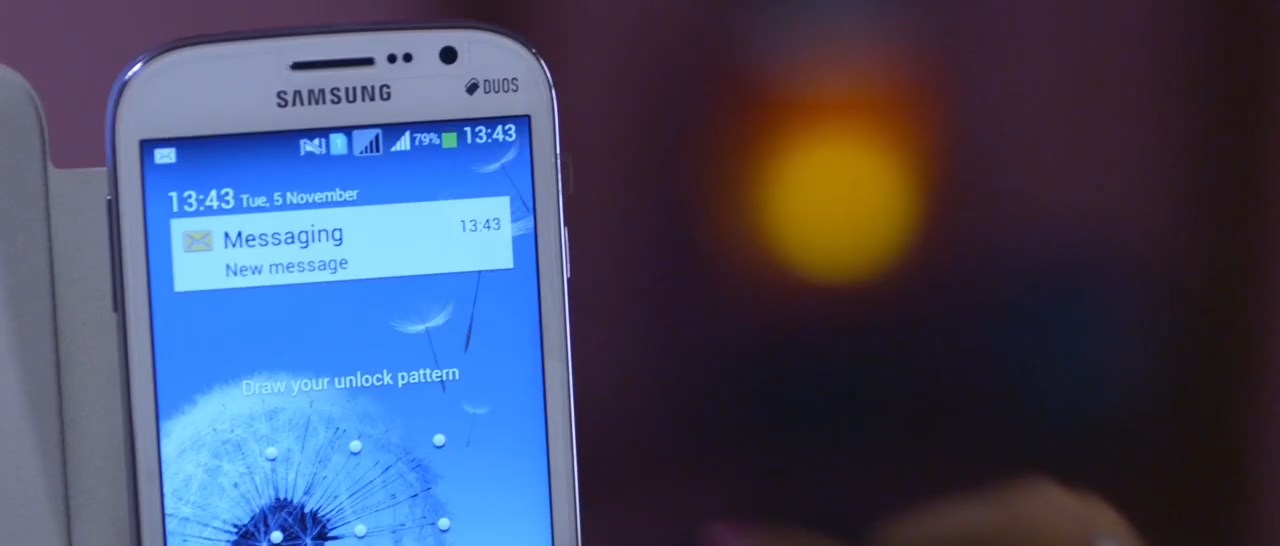 SAMSUNG
DUOS
1 79% 13:43
13:43 Tue, 5 November
Messaging 13:43
New message
Draw your unlock pattern